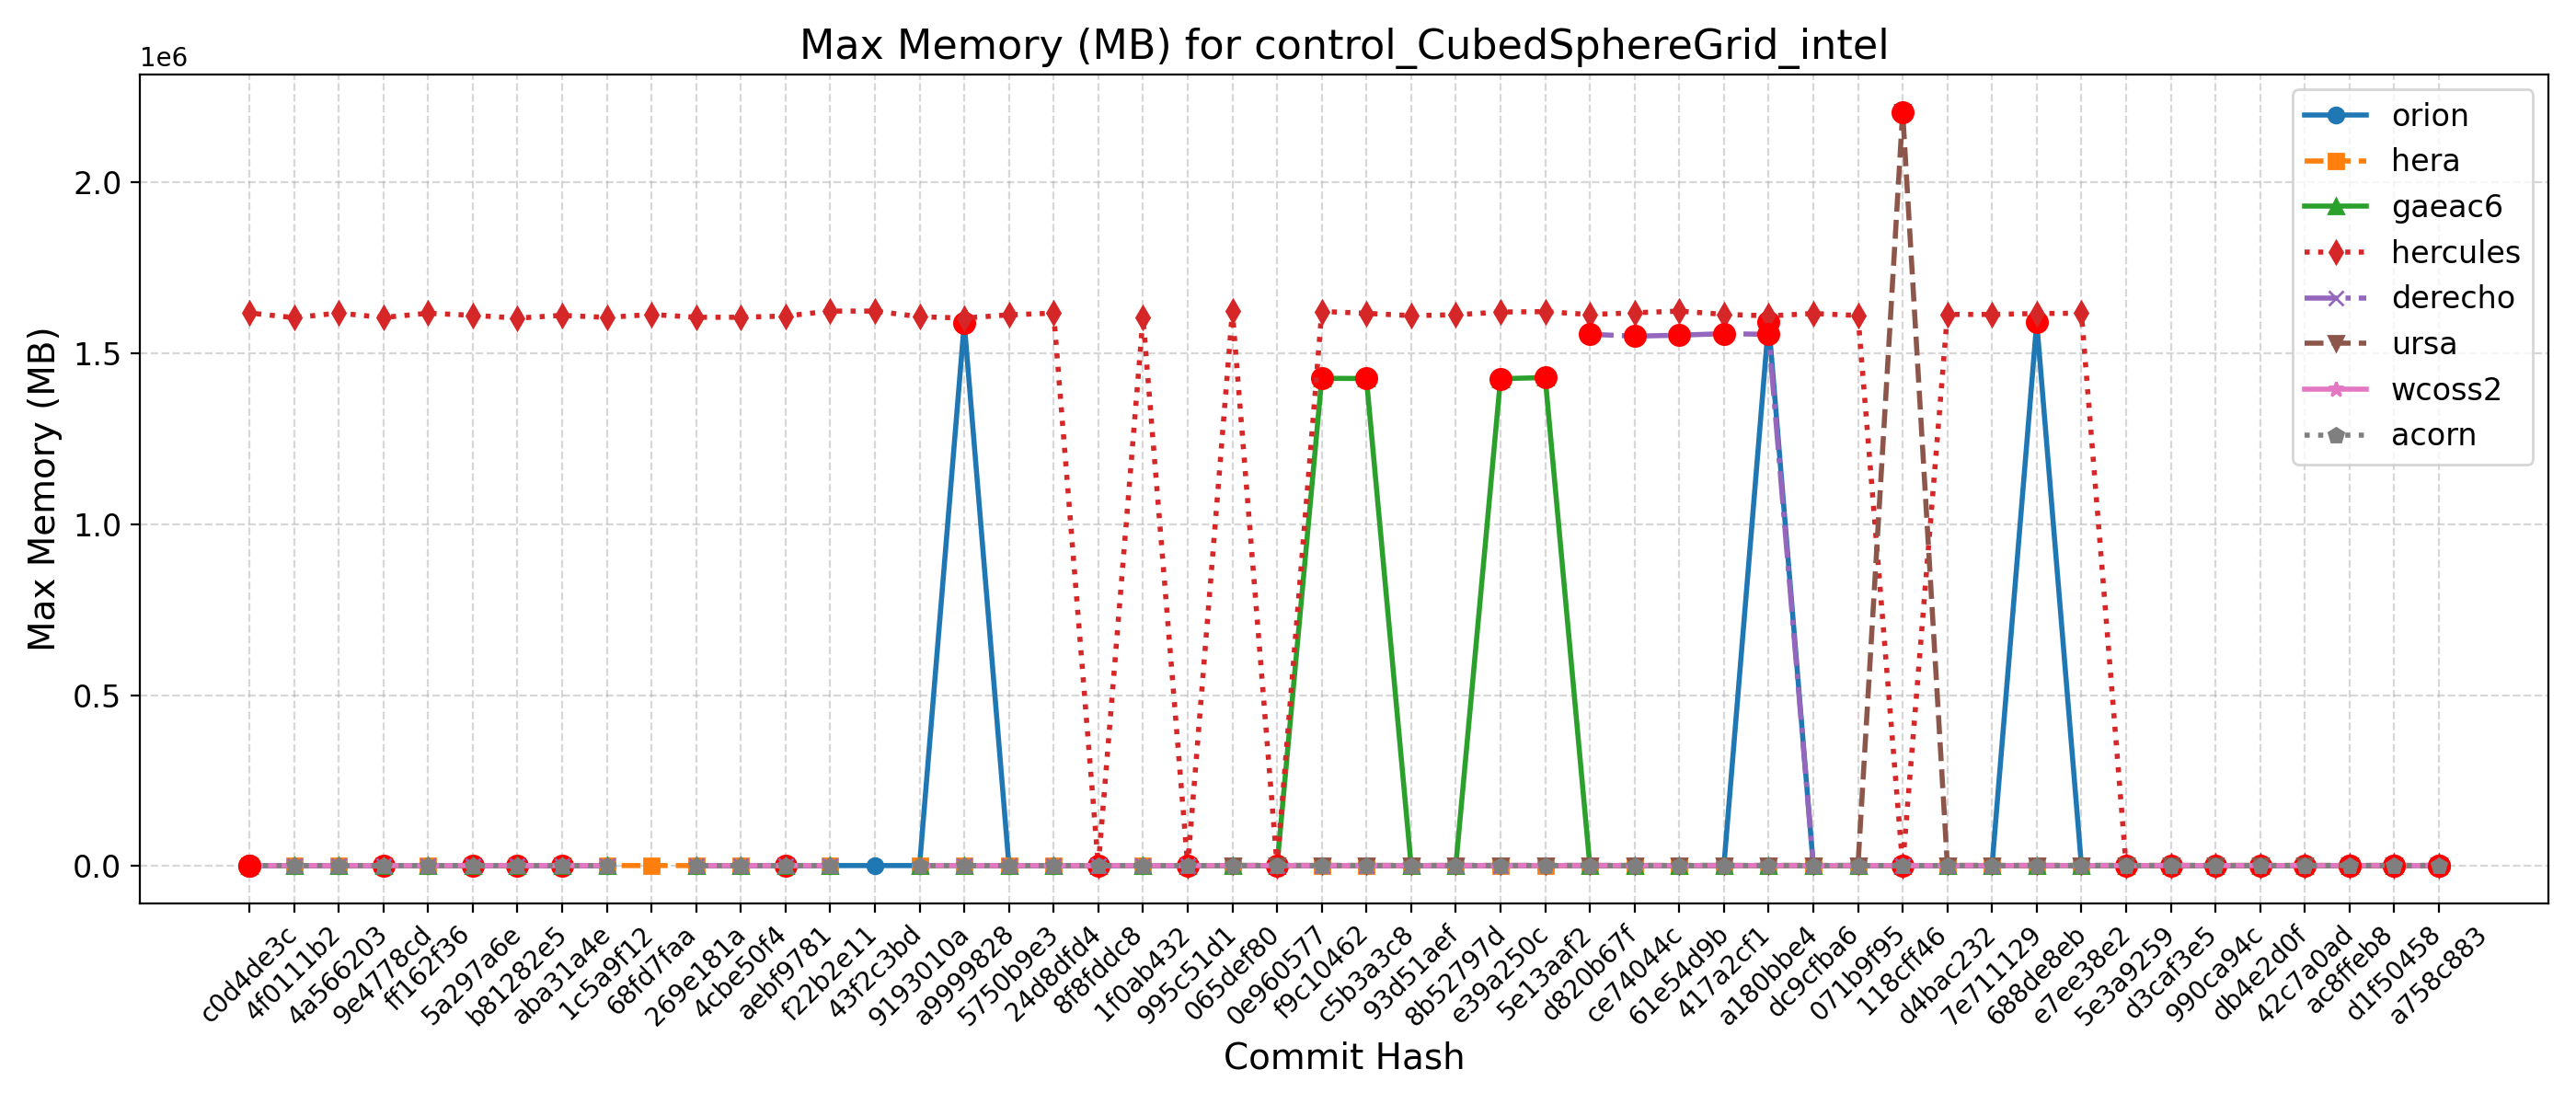 Max Memory (MB) for control_CubedSphereGrid_intel
1e6
2.0
1.5
1.0
0.5
0.0
Max Memory (MB)
orion
hera
gaeac6
hercules
derecho
ursa
wcoss2
acorn
c0d4de3c
4f0111b2
4a566203
9e4778cd
ff162f36
5a297a6e
b81282e5
aba31a4e
1c5a9f12
68fd7faa
269e181a
4cbe50f4
aebf9781
f22b2e11
43f2c3bd
9193010a
a9999828
5750b9e3
24d8dfd4
8f8fddc8
1f0ab432
995c51d1
065def80
0e960577
f9c10462
c5b3a3c8
93d51aef
8b52797d
e39a250c
5e13aaf2
d820b67f
ce74044c
61e54d9b
417a2cf1
a180bbe4
dc9cfba6
071b9f95
118cff46
d4bac232
7e711129
688de8eb
e7ee38e2
5e3a9259
d3caf3e5
990ca94c
db4e2d0f
42c7a0ad
ac8ffeb8
d1f50458
a758c883
Commit Hash